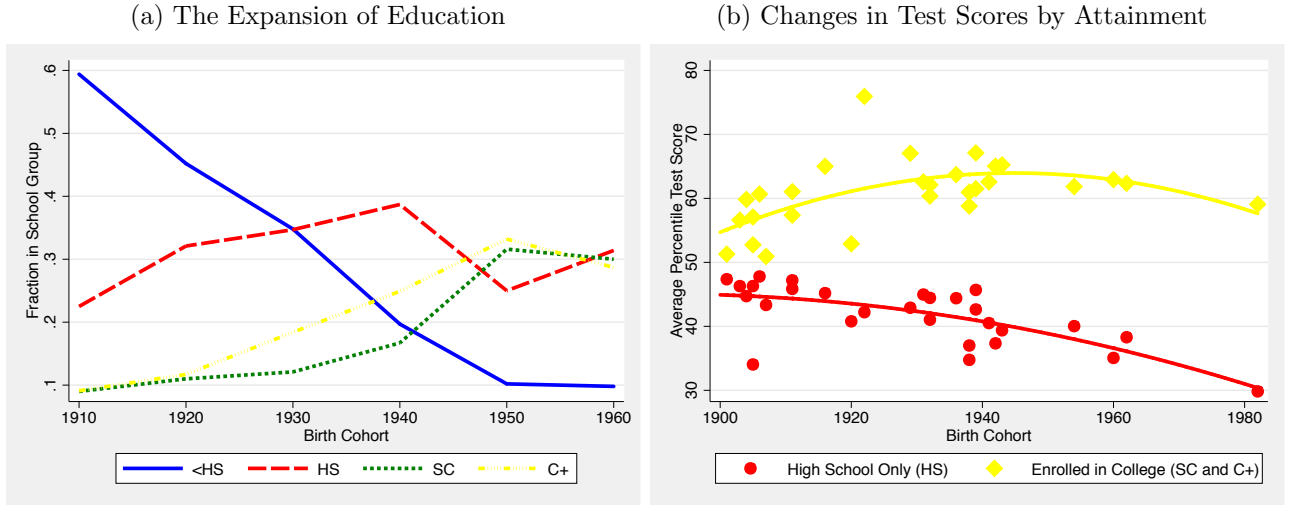 (a) The Expansion of Education
Fraction in School Group
.6
.5
.4
.3
.2
.1
1910 1920 1930 1940 1950 1960
Birth Cohort
<HS HS SC C+
(b) Changes in Test Scores by Attainment
Average Percentile Test Score
80
70
60
50
40
30
1900 1920 1940 1960 1980
Birth Cohort
High School Only (HS) Enrolled in College (SC and C+)